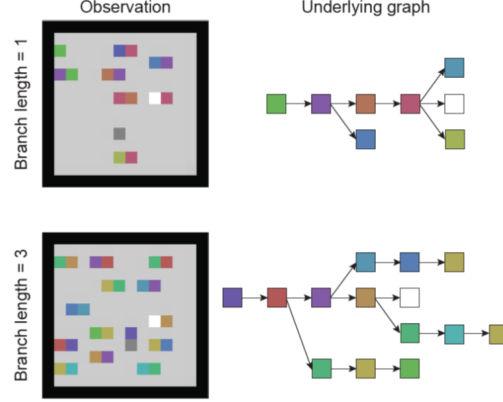 Observation
Underlying graph
Branch length = 1
Branch length = 3